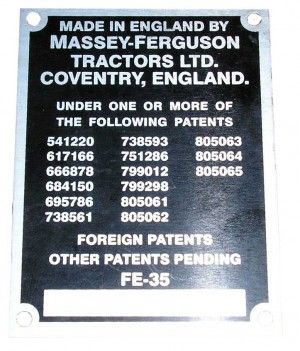 MADE IN ENGLAND BY
MASSEY-FERGUSON
TRACTORS LTD.
COVENTRY, ENGLAND.
UNDER ONE OR MORE OF
THE FOLLOWING PATENTS
541220 738593 805063
617166 751286 805064
666878 799012 805065
684150 799298
695786 805061
738561 805062
FOREIGN PATENTS
OTHER PATENTS PENDING
FE-35